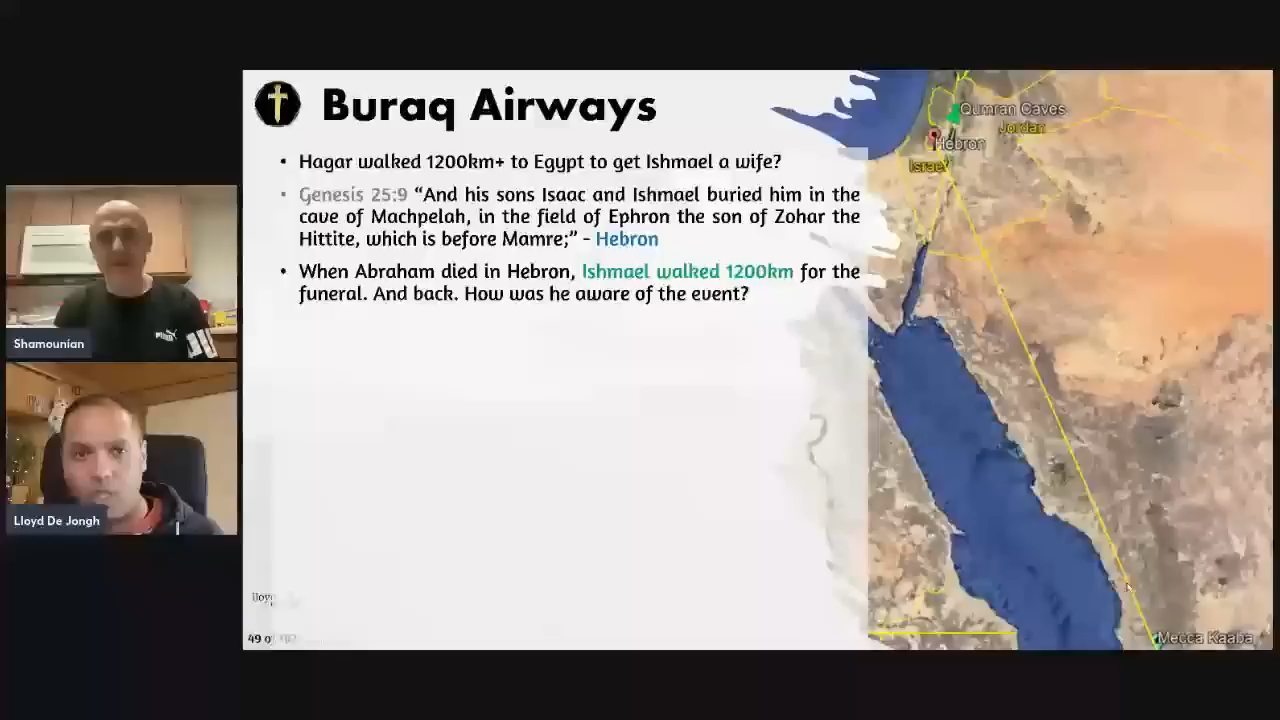 Buraq Airways
• Hagar walked 1200km+ to Egypt to get Ishmael a wife?
• Genesis 25:9 “And his sons Isaac and Ishmael buried him in the
cave of Machpelah, in the field of Ephron the son of Zohar the
Hittite, which is before Mamre;” - Hebron
• When Abraham died in Hebron, Ishmael walked 1200km for the
funeral. And back. How was he aware of the event?
49
Qumran Caves
Jordan
Hebron
Israel
Mecca Kaaba
Shamounian
PUMA
Lloyd De Jongh